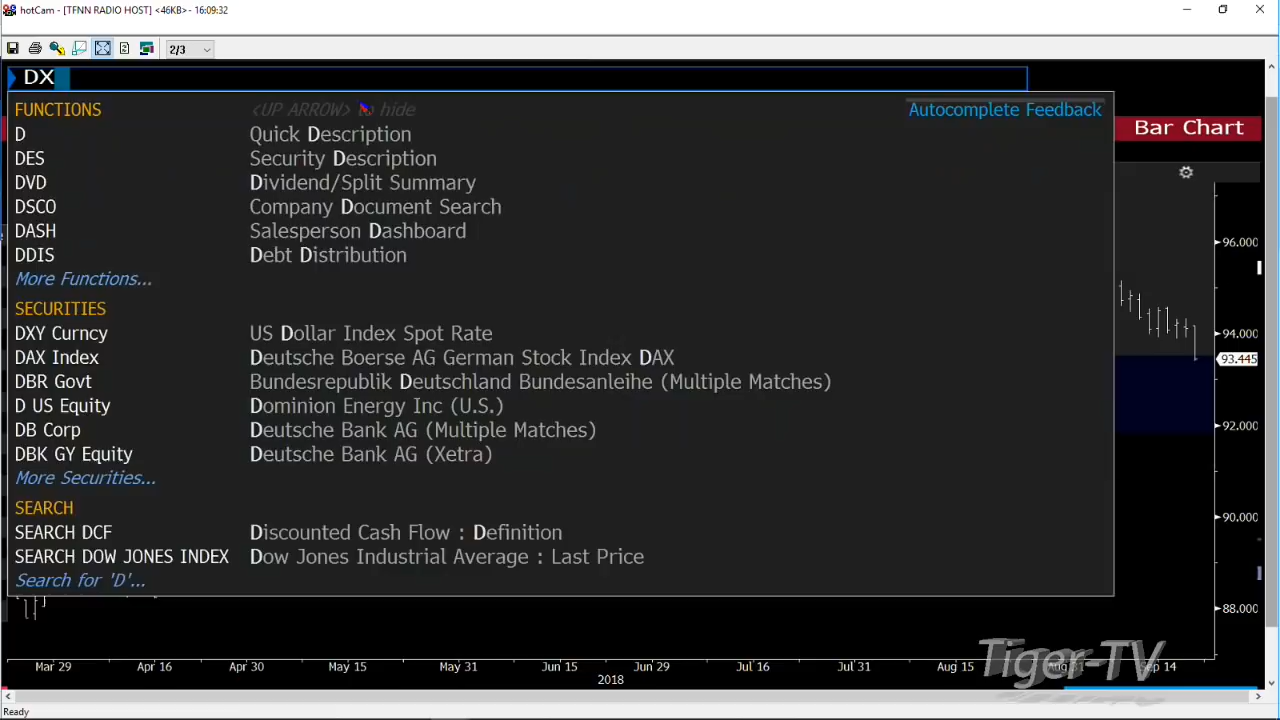 hotCam - [TFNN RADIO HOST] <46KB> - 16:09:32
2/3
DX
FUNCTIONS <UP ARROW> to hide Autocomplete Feedback
Bar Chart
D Quick Description
DES Security Description
DVD Dividend/Split Summary
DSCO Company Document Search
DASH Salesperson Dashboard
DDIS Debt Distribution
More Functions...
SECURITIES
DXY Curncy US Dollar Index Spot Rate
DAX Index Deutsche Boerse AG German Stock Index DAX
DBR Govt Bundesrepublik Deutschland Bundesanleihe (Multiple Matches)
D US Equity Dominion Energy Inc (U.S.)
DB Corp Deutsche Bank AG (Multiple Matches)
DBK GY Equity Deutsche Bank AG (Xetra)
More Securities...
SEARCH
SEARCH DCF Discounted Cash Flow : Definition
SEARCH DOW JONES INDEX Dow Jones Industrial Average : Last Price
Search for 'D'...
96.000
94.000
93.445
92.000
90.000
88.000
Mar 29 Apr 16 Apr 30 May 15 May 31 Jun 15 Jun 29 Jul 16 Jul 31 Aug 15 Aug 31 Sep 14
2018
Tiger-TV
Ready